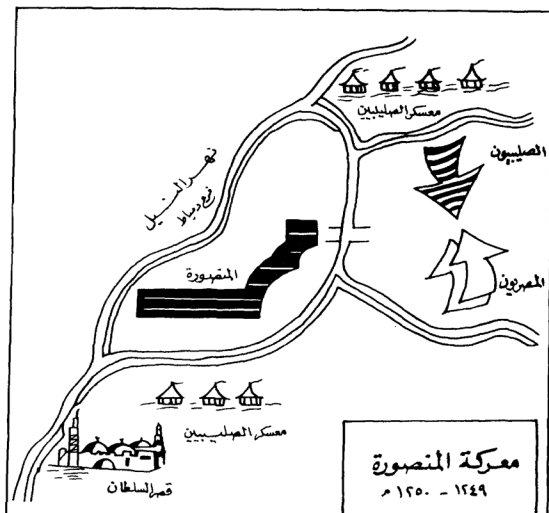 معسكر الصليبيين
الصليبيون
نهر النيل
فرع دمياط
المنصورة
المصريون
معسكر الصليبيين
قصر السلطان
معركة المنصورة
١٢٤٩ - ١٢٥٠ م